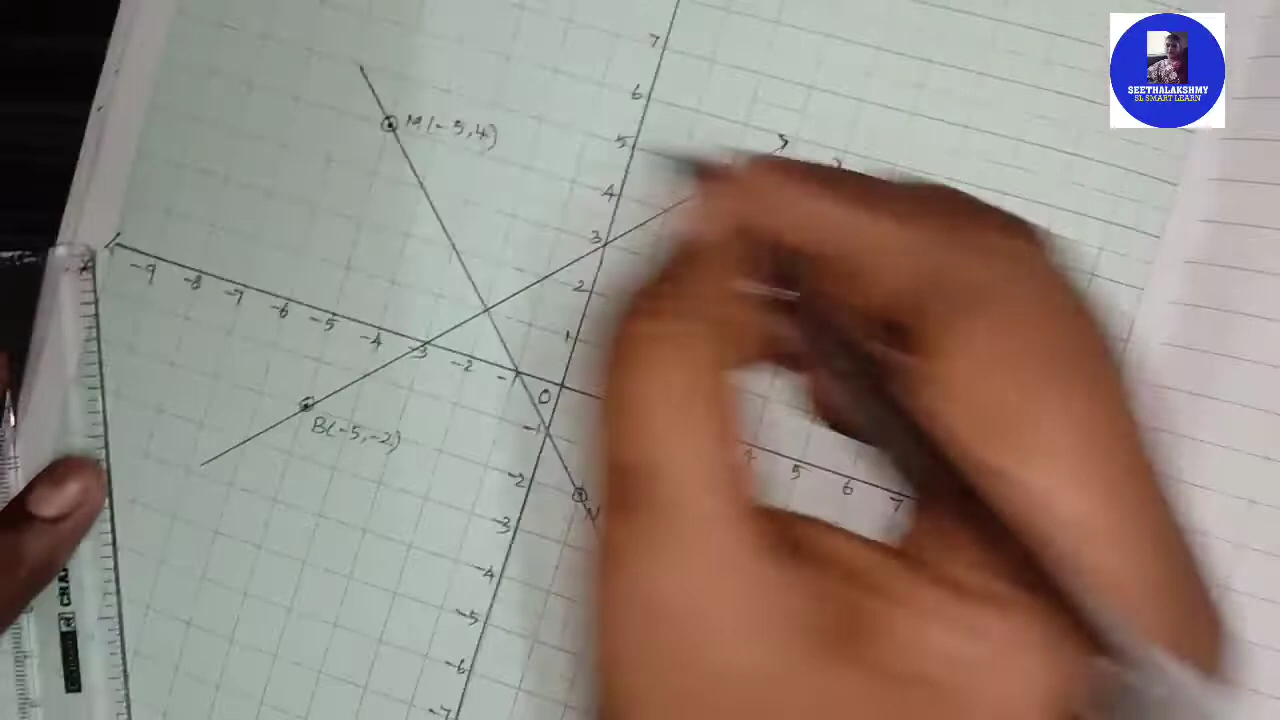 SEETHALAKSHMY
SL SMART LEARN
7
6
5
4
3
2
1
M(-5,4)
-9 -8 -7 -6 -5 -4 -3 -2 -1 0
4 5 6 7
B(-5,-2)
-1
-2
-3
-4
-5
-6
-7
N